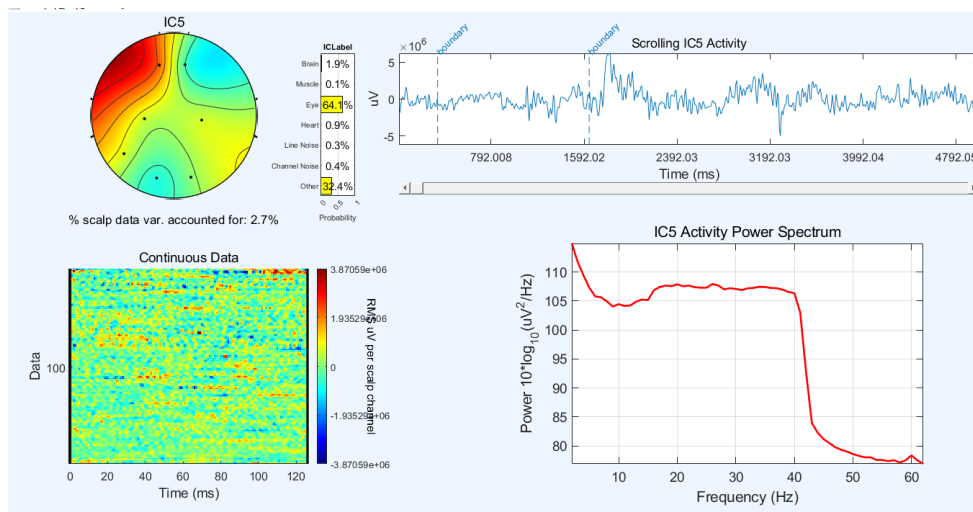 IC5
ICLabel
Brain 1.9%
Muscle 0.1%
Eye 64.1%
Heart 0.9%
Line Noise 0.3%
Channel Noise 0.4%
Other 32.4%
0 0.5 1
Probability
% scalp data var. accounted for: 2.7%
boundary boundary
Scrolling IC5 Activity
×10^6
uV
5
0
-5
792.008 1592.02 2392.03 3192.03 3992.04 4792.05
Time (ms)
Continuous Data
Data
100
0 20 40 60 80 100 120
Time (ms)
3.87059e+06
1.93529e+06
0
-1.93529e+06
-3.87059e+06
RMS uV per scalp channel
IC5 Activity Power Spectrum
Power 10*log10(uV2/Hz)
110
105
100
95
90
85
80
10 20 30 40 50 60
Frequency (Hz)